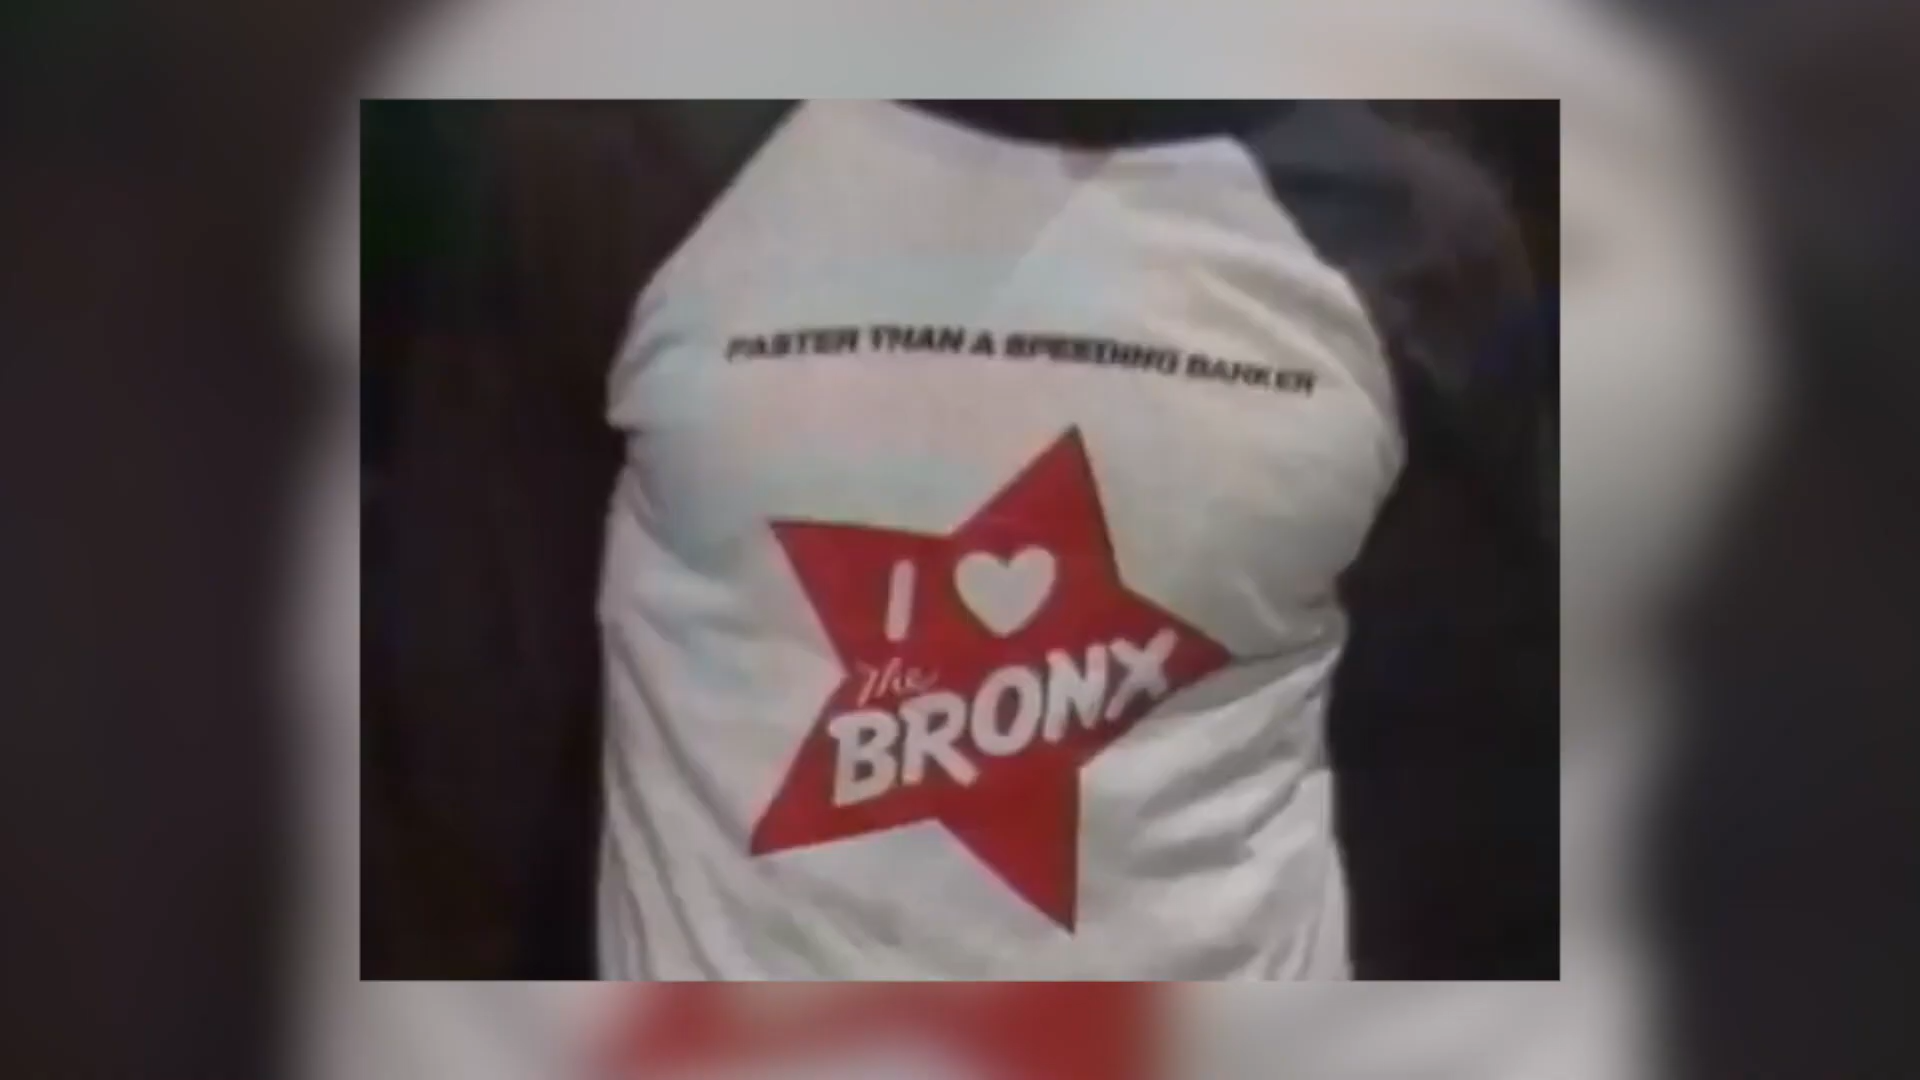 FASTER THAN A SPEEDING BANKER
I ♥
The
BRONX